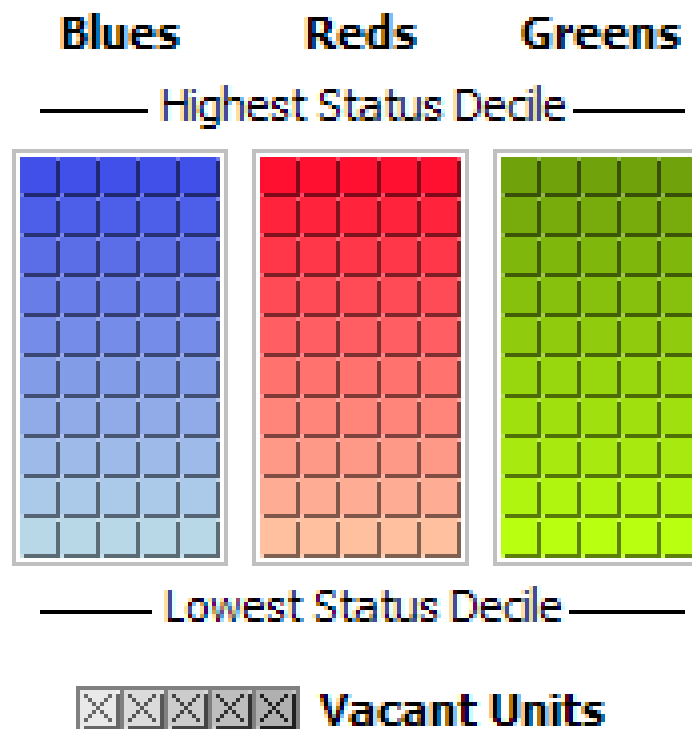 Blues Reds Greens
Highest Status Decile
Lowest Status Decile
Vacant Units